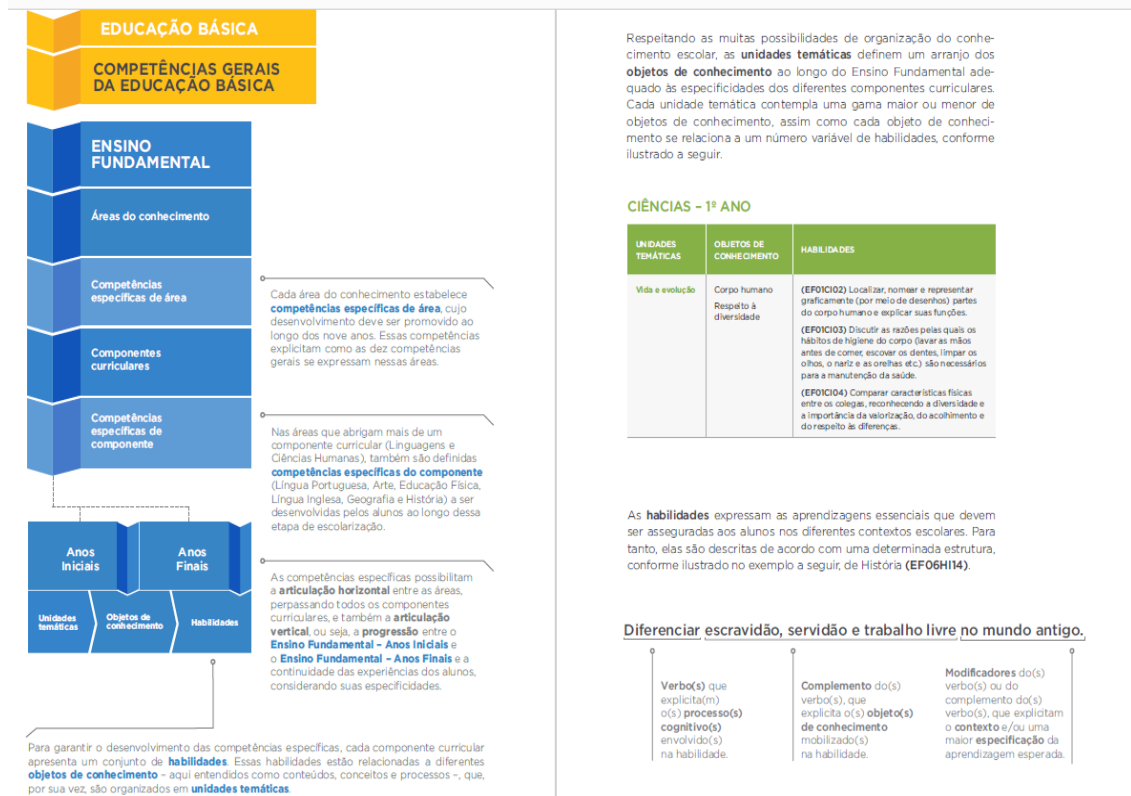 EDUCAÇÃO BÁSICA
COMPETÊNCIAS GERAIS
DA EDUCAÇÃO BÁSICA
ENSINO
FUNDAMENTAL
Áreas do conhecimento
Competências
específicas de área
Componentes
curriculares
Competências
específicas de
componente
Anos
Iniciais
Anos
Finais
Unidades
temáticas
Objetos de
conhecimento
Habilidades
Cada área do conhecimento estabelece
competências específicas de área, cujo
desenvolvimento deve ser promovido ao
longo dos nove anos. Essas competências
explicitam como as dez competências
gerais se expressam nessas áreas.
Nas áreas que abrigam mais de um
componente curricular (Linguagens e
Ciências Humanas), também são definidas
competências específicas do componente
(Língua Portuguesa, Arte, Educação Física,
Língua Inglesa, Geografia e História) a ser
desenvolvidas pelos alunos ao longo dessa
etapa de escolarização.
As competências específicas possibilitam
a articulação horizontal entre as áreas,
perpassando todos os componentes
curriculares, e também a articulação
vertical, ou seja, a progressão entre o
Ensino Fundamental – Anos Iniciais e
o Ensino Fundamental – Anos Finais e a
continuidade das experiências dos alunos,
considerando suas especificidades.
Para garantir o desenvolvimento das competências específicas, cada componente curricular
apresenta um conjunto de habilidades. Essas habilidades estão relacionadas a diferentes
objetos de conhecimento – aqui entendidos como conteúdos, conceitos e processos –, que,
por sua vez, são organizados em unidades temáticas.
Respeitando as muitas possibilidades de organização do conhe-
cimento escolar, as unidades temáticas definem um arranjo dos
objetos de conhecimento ao longo do Ensino Fundamental ade-
quado às especificidades dos diferentes componentes curriculares.
Cada unidade temática contempla uma gama maior ou menor de
objetos de conhecimento, assim como cada objeto de conheci-
mento se relaciona a um número variável de habilidades, conforme
ilustrado a seguir.
CIÊNCIAS – 1º ANO
UNIDADES
TEMÁTICAS
OBJETOS DE
CONHECIMENTO
HABILIDADES
Vida e evolução
Corpo humano
Respeito à
diversidade
(EF01CI02) Localizar, nomear e representar
graficamente (por meio de desenhos) partes
do corpo humano e explicar suas funções.
(EF01CI03) Discutir as razões pelas quais os
hábitos de higiene do corpo (lavar as mãos
antes de comer, escovar os dentes, limpar os
olhos, o nariz e as orelhas etc.) são necessários
para a manutenção da saúde.
(EF01CI04) Comparar características físicas
entre os colegas, reconhecendo a diversidade e
a importância da valorização, do acolhimento e
do respeito às diferenças.
As habilidades expressam as aprendizagens essenciais que devem
ser asseguradas aos alunos nos diferentes contextos escolares. Para
tanto, elas são descritas de acordo com uma determinada estrutura,
conforme ilustrado no exemplo a seguir, de História (EF06HI14).
Diferenciar escravidão, servidão e trabalho livre no mundo antigo.
Verbo(s) que
explicita(m)
o(s) processo(s)
cognitivo(s)
envolvido(s)
na habilidade.
Complemento do(s)
verbo(s), que
explicita o(s) objeto(s)
de conhecimento
mobilizado(s)
na habilidade.
Modificadores do(s)
verbo(s) ou do
complemento do(s)
verbo(s), que explicitam
o contexto e/ou uma
maior especificação da
aprendizagem esperada.